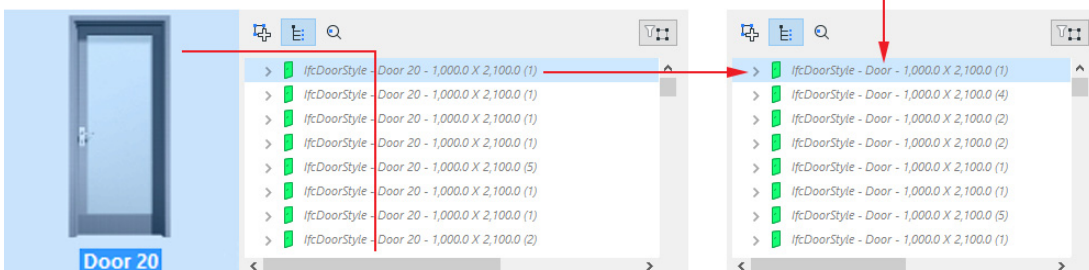 Door 20
IfcDoorStyle - Door 20 - 1,000.0 X 2,100.0 (1)
IfcDoorStyle - Door 20 - 1,000.0 X 2,100.0 (1)
IfcDoorStyle - Door 20 - 1,000.0 X 2,100.0 (1)
IfcDoorStyle - Door 20 - 1,000.0 X 2,100.0 (1)
IfcDoorStyle - Door 20 - 1,000.0 X 2,100.0 (5)
IfcDoorStyle - Door 20 - 1,000.0 X 2,100.0 (1)
IfcDoorStyle - Door 20 - 1,000.0 X 2,100.0 (1)
IfcDoorStyle - Door 20 - 1,000.0 X 2,100.0 (2)
IfcDoorStyle - Door - 1,000.0 X 2,100.0 (1)
IfcDoorStyle - Door - 1,000.0 X 2,100.0 (4)
IfcDoorStyle - Door - 1,000.0 X 2,100.0 (2)
IfcDoorStyle - Door - 1,000.0 X 2,100.0 (2)
IfcDoorStyle - Door - 1,000.0 X 2,100.0 (1)
IfcDoorStyle - Door - 1,000.0 X 2,100.0 (1)
IfcDoorStyle - Door - 1,000.0 X 2,100.0 (5)
IfcDoorStyle - Door - 1,000.0 X 2,100.0 (1)